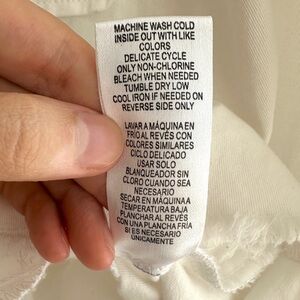 MACHINE WASH COLD
INSIDE OUT WITH LIKE
COLORS
DELICATE CYCLE
ONLY NON-CHLORINE
BLEACH WHEN NEEDED
TUMBLE DRY LOW
COOL IRON IF NEEDED ON
REVERSE SIDE ONLY
LAVAR A MÁQUINA EN
FRIO AL REVÉS CON
COLORES SIMILARES
CICLO DELICADO
USAR SOLO
BLANQUEADOR SIN
CLORO CUANDO SEA
NECESARIO
SECAR EN MÁQUINA A
TEMPERATURA BAJA
PLANCHAR AL REVÉS
CON UNA PLANCHA FRIA
SI ES NECESARIO
ÚNICAMENTE